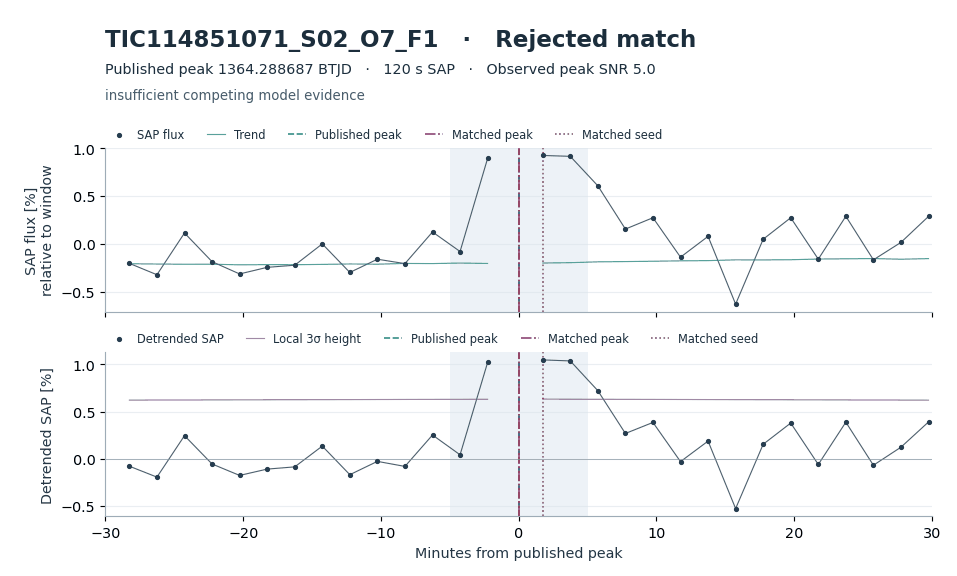 TIC114851071_S02_O7_F1 · Rejected match
Published peak 1364.288687 BTJD · 120 s SAP · Observed peak SNR 5.0
insufficient competing model evidence
SAP flux Trend Published peak Matched peak Matched seed
SAP flux [%]
relative to window
1.0
0.5
0.0
−0.5
Detrended SAP Local 3σ height Published peak Matched peak Matched seed
Detrended SAP [%]
1.0
0.5
0.0
−0.5
−30 −20 −10 0 10 20 30
Minutes from published peak